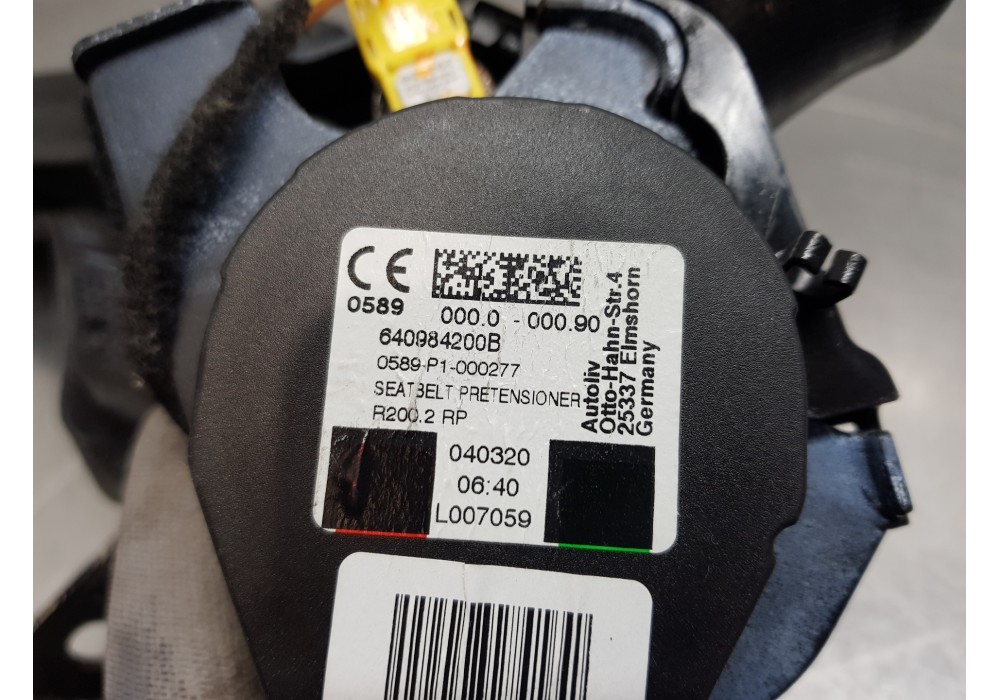 CE
0589
000.0 - 000.90
640984200B
0589-P1-000277
SEATBELT PRETENSIONER
R200.2 RP
040320
06:40
L007059
Autoliv
Otto-Hahn-Str.4
25337 Elmshorn
Germany